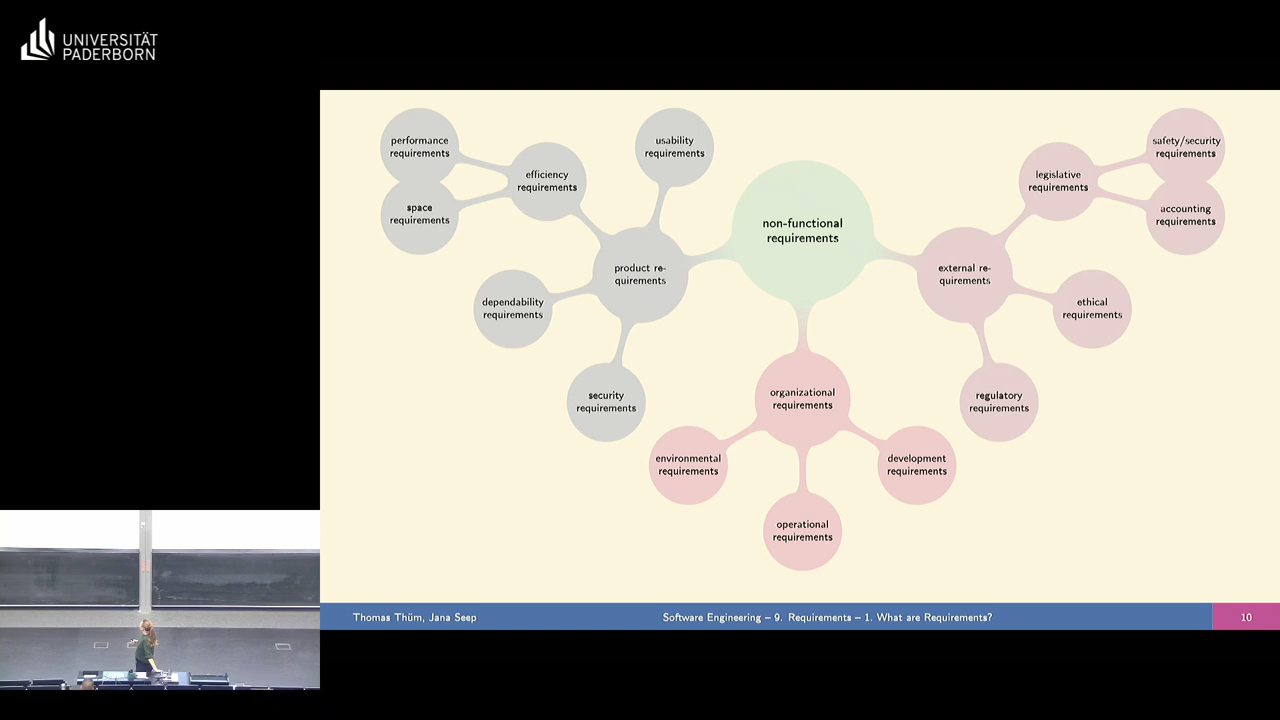 UNIVERSITÄT
PADERBORN
performance
requirements
space
requirements
efficiency
requirements
usability
requirements
product re-
quirements
dependability
requirements
security
requirements
non-functional
requirements
organizational
requirements
environmental
requirements
operational
requirements
development
requirements
external re-
quirements
legislative
requirements
safety/security
requirements
accounting
requirements
ethical
requirements
regulatory
requirements
Thomas Thüm, Jana Seep
Software Engineering – 9. Requirements – 1. What are Requirements?
10